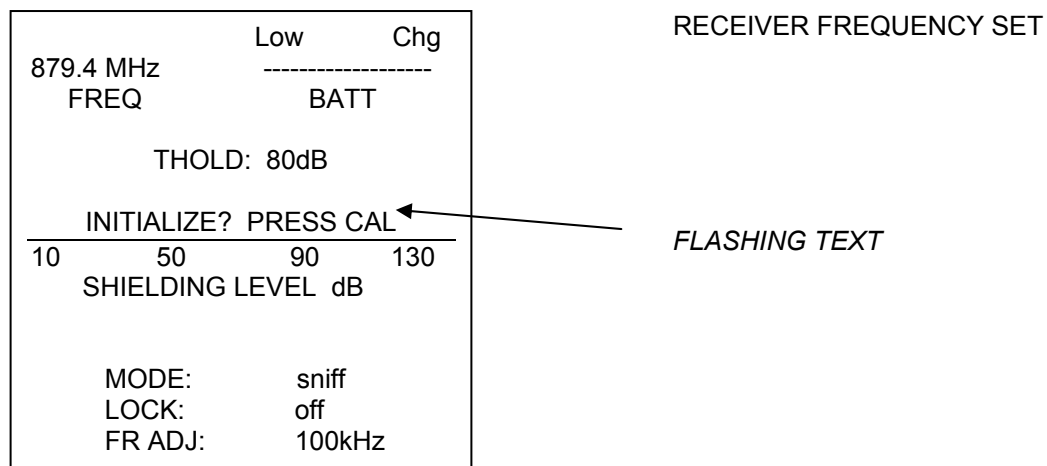 RECEIVER FREQUENCY SET
Low Chg
879.4 MHz -------------------
FREQ BATT
THOLD: 80dB
INITIALIZE? PRESS CAL
FLASHING TEXT
10 50 90 130
SHIELDING LEVEL dB
MODE: sniff
LOCK: off
FR ADJ: 100kHz